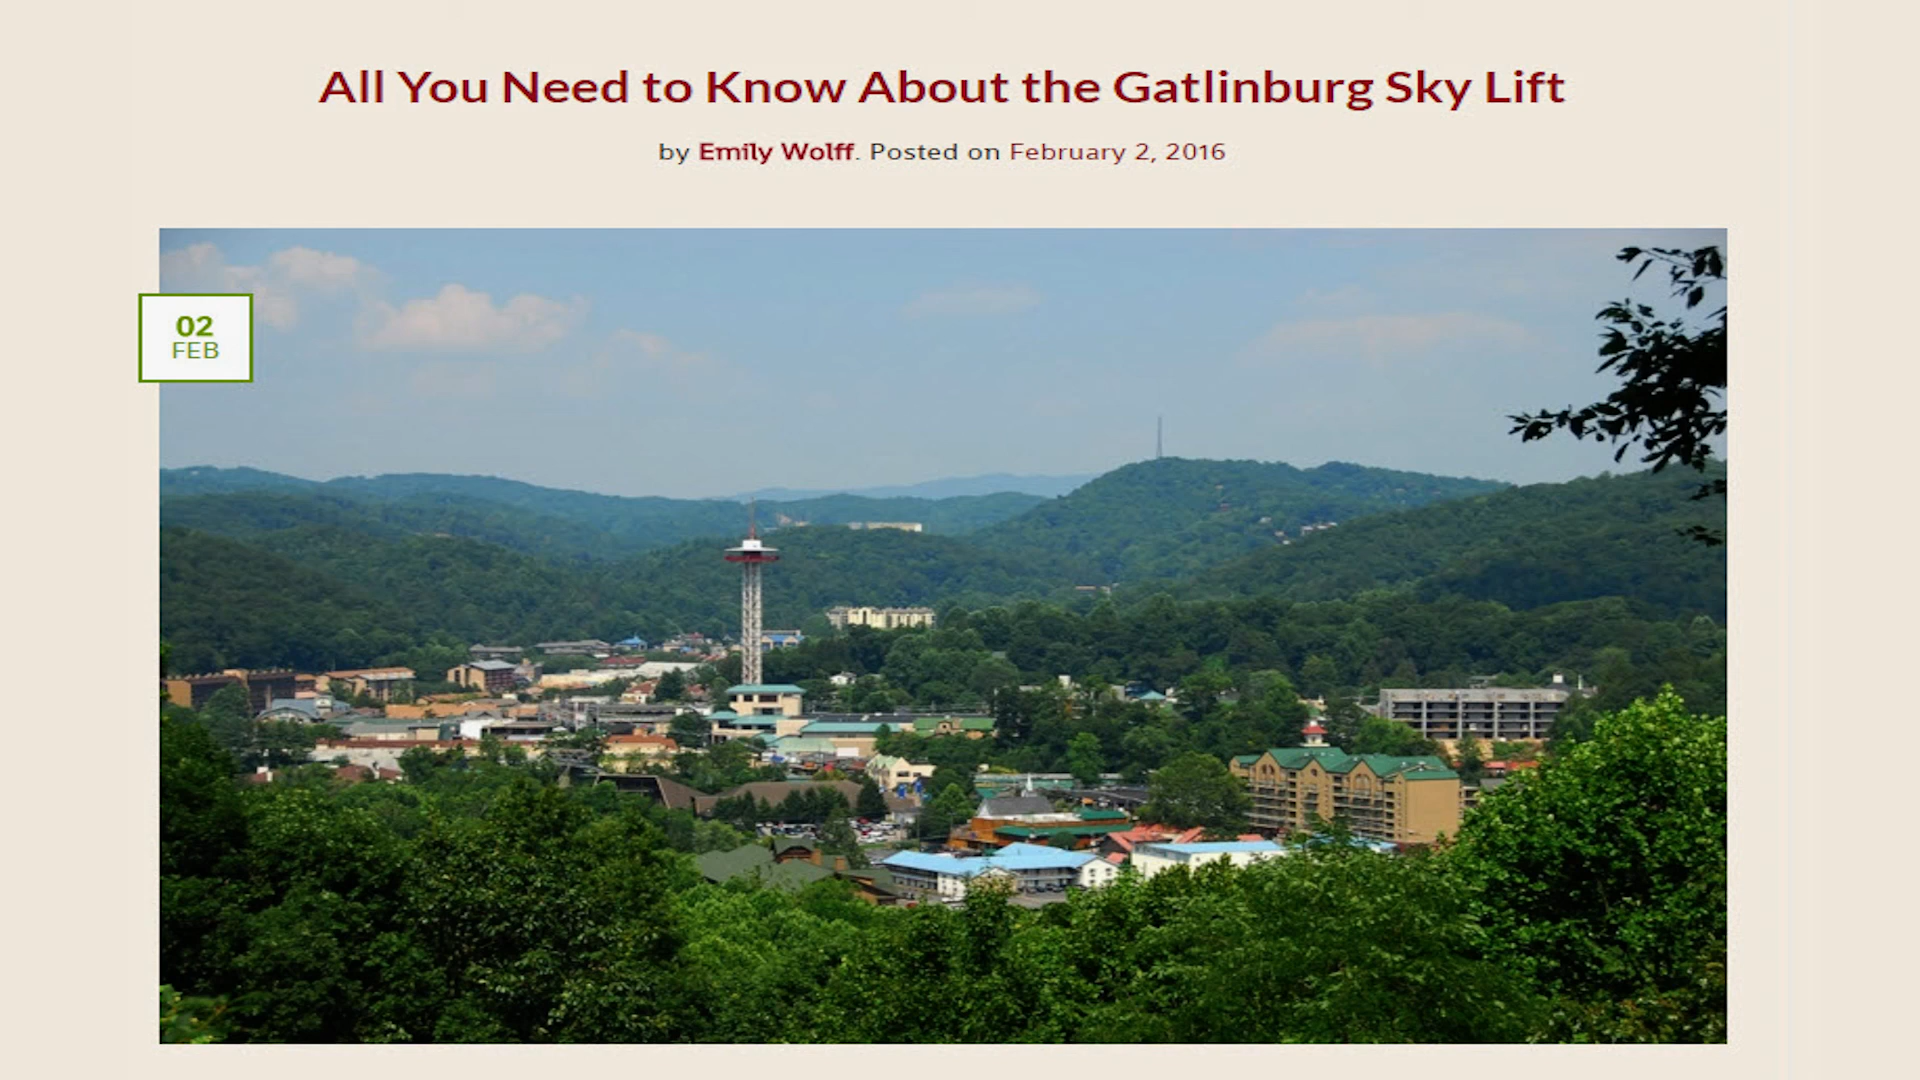 All You Need to Know About the Gatlinburg Sky Lift
by Emily Wolff. Posted on February 2, 2016
02
FEB